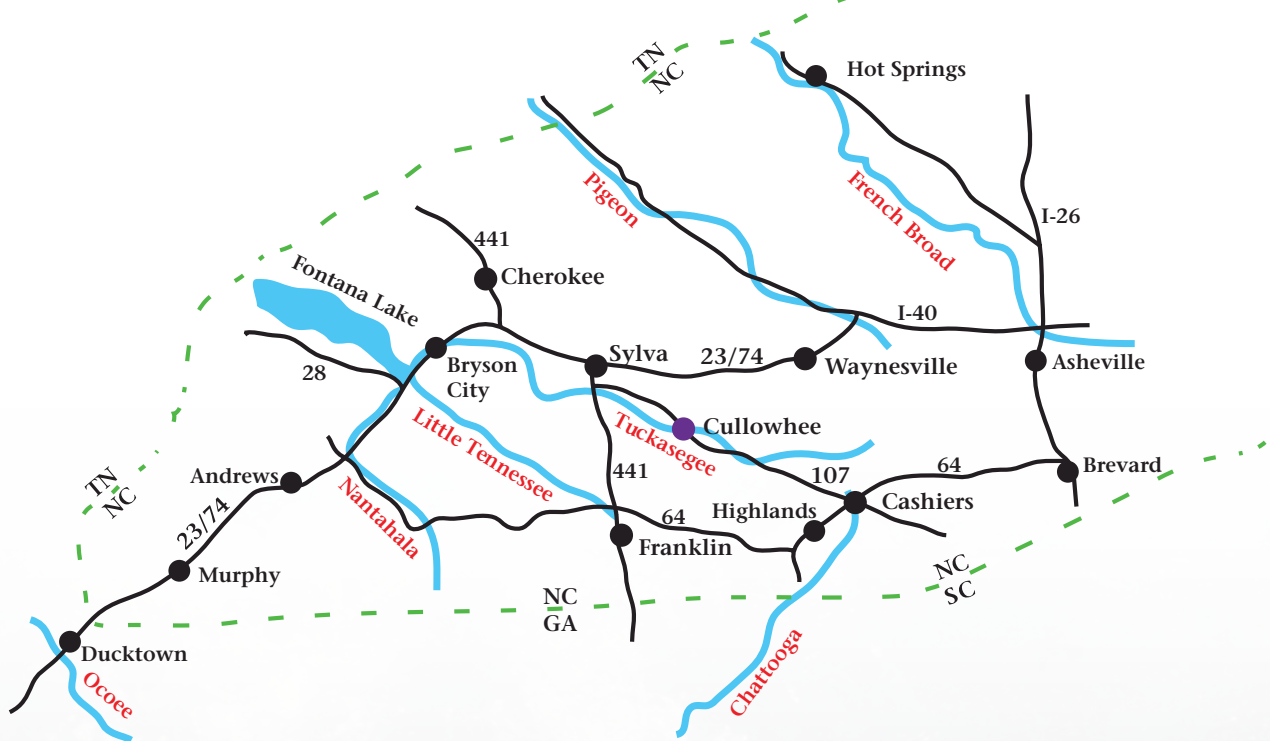 TN
NC
Hot Springs
Pigeon
French Broad
I-26
441
Cherokee
Fontana Lake
I-40
28
Bryson
City
Sylva
23/74
Waynesville
Asheville
Little Tennessee
Tuckasegee
Cullowhee
TN
NC
Andrews
Nantahala
441
107
64
Brevard
23/74
64
Highlands
Cashiers
Murphy
Franklin
NC
GA
NC
SC
Ducktown
Ocoee
Chattooga